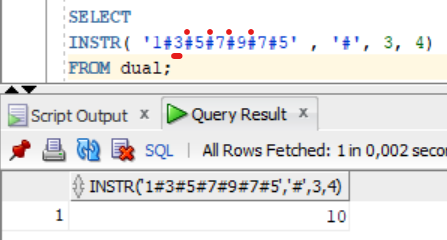 SELECT
INSTR( '1#3#5#7#9#7#5' , '#', 3, 4)
FROM dual;
Script Output x Query Result x
SQL | All Rows Fetched: 1 in 0,002 secon
INSTR('1#3#5#7#9#7#5','#',3,4)
1 10